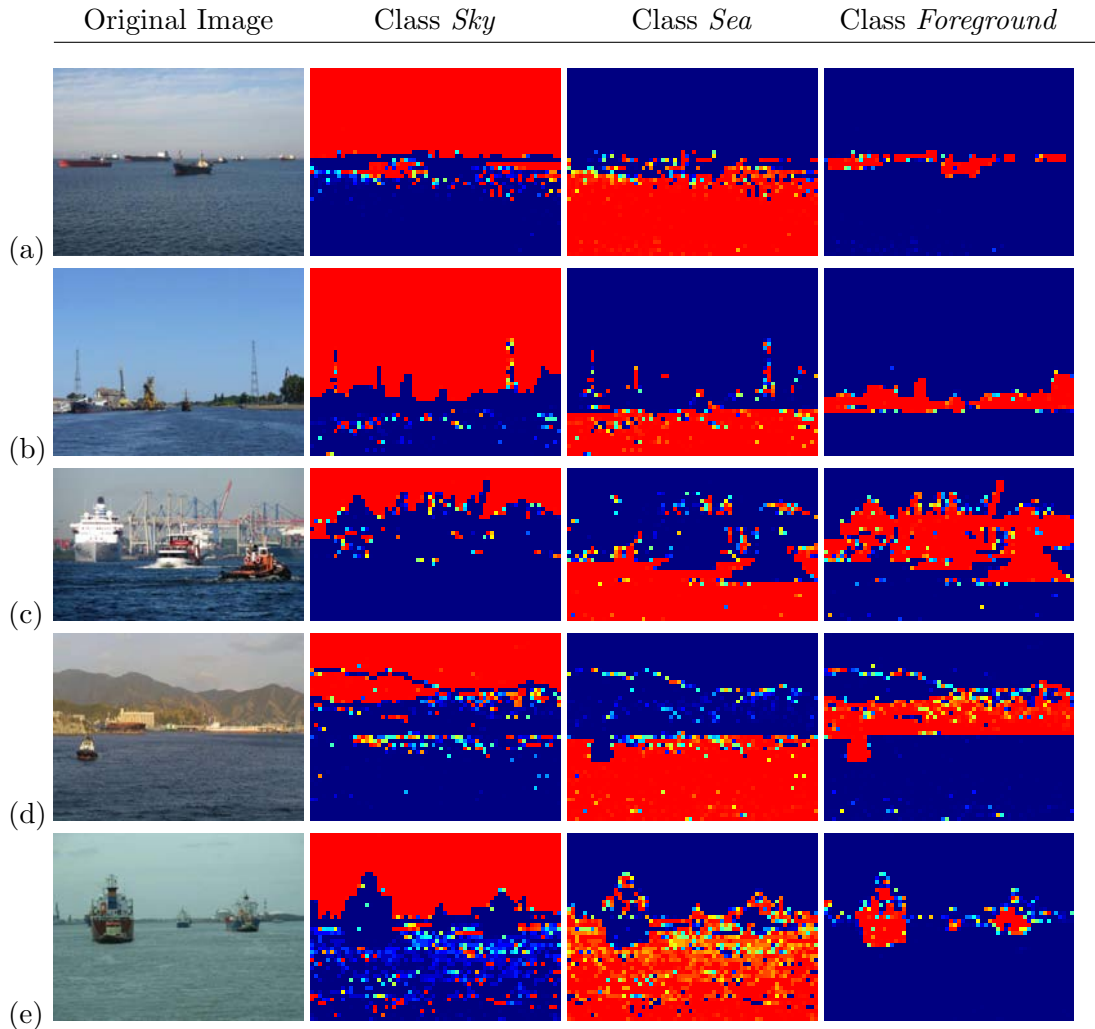 Original Image Class Sky Class Sea Class Foreground
(a)
(b)
(c)
(d)
(e)